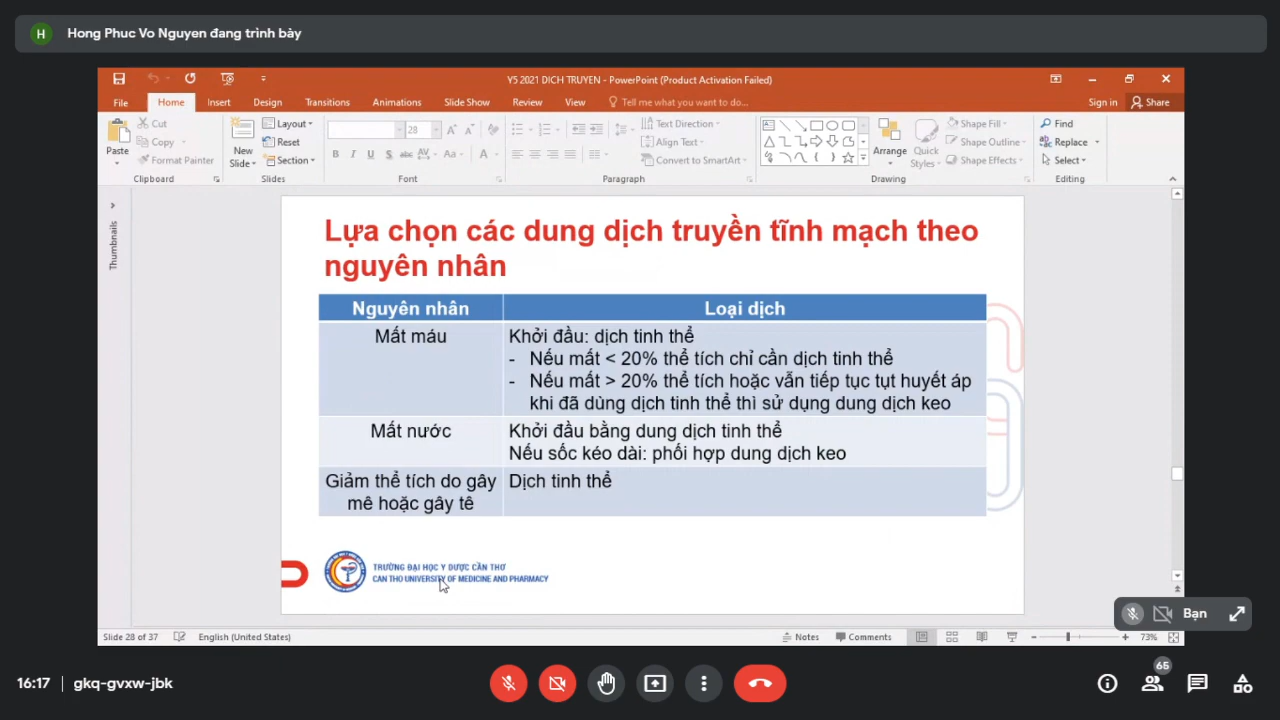 H Hong Phuc Vo Nguyen đang trình bày
Y5 2021 DICH TRUYEN - PowerPoint (Product Activation Failed)
File Home Insert Design Transitions Animations Slide Show Review View Tell me what you want to do... Sign in Share
Paste
Cut
Copy
Format Painter
Clipboard
New
Slide
Layout
Reset
Section
Slides
28
B I U S abc AV Aa A
Font
Text Direction
Align Text
Convert to SmartArt
Paragraph
Arrange
Quick
Styles
Shape Fill
Shape Outline
Shape Effects
Drawing
Find
Replace
Select
Editing
Thumbnails
Lựa chọn các dung dịch truyền tĩnh mạch theo
nguyên nhân
Nguyên nhân Loại dịch
Mất máu
Khởi đầu: dịch tinh thể
- Nếu mất < 20% thể tích chỉ cần dịch tinh thể
- Nếu mất > 20% thể tích hoặc vẫn tiếp tục tụt huyết áp
khi đã dùng dịch tinh thể thì sử dụng dung dịch keo
Mất nước
Khởi đầu bằng dung dịch tinh thể
Nếu sốc kéo dài: phối hợp dung dịch keo
Giảm thể tích do gây
mê hoặc gây tê
Dịch tinh thể
TRƯỜNG ĐẠI HỌC Y DƯỢC CẦN THƠ
CAN THO UNIVERSITY OF MEDICINE AND PHARMACY
Bạn
Slide 28 of 37 English (United States) Notes Comments 73%
16:17 | gkq-gvxw-jbk
65